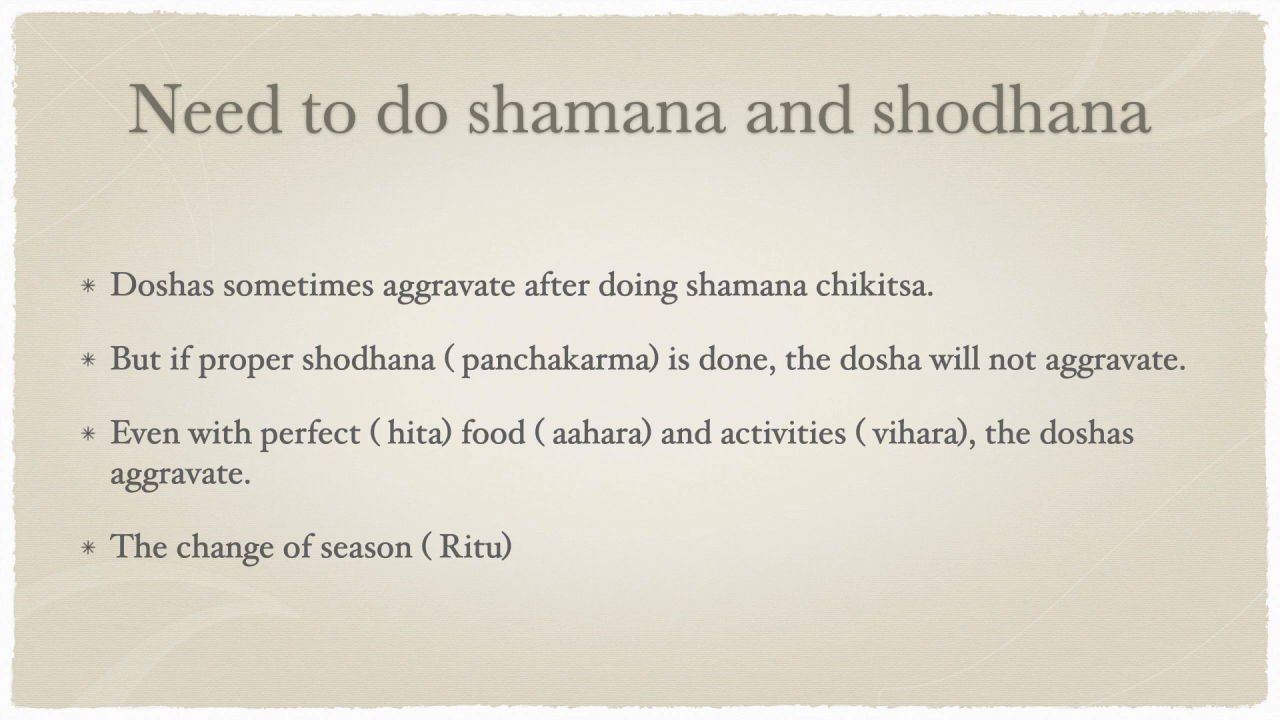 Need to do shamana and shodhana
* Doshas sometimes aggravate after doing shamana chikitsa.
* But if proper shodhana ( panchakarma) is done, the dosha will not aggravate.
* Even with perfect ( hita) food ( aahara) and activities ( vihara), the doshas
aggravate.
* The change of season ( Ritu)